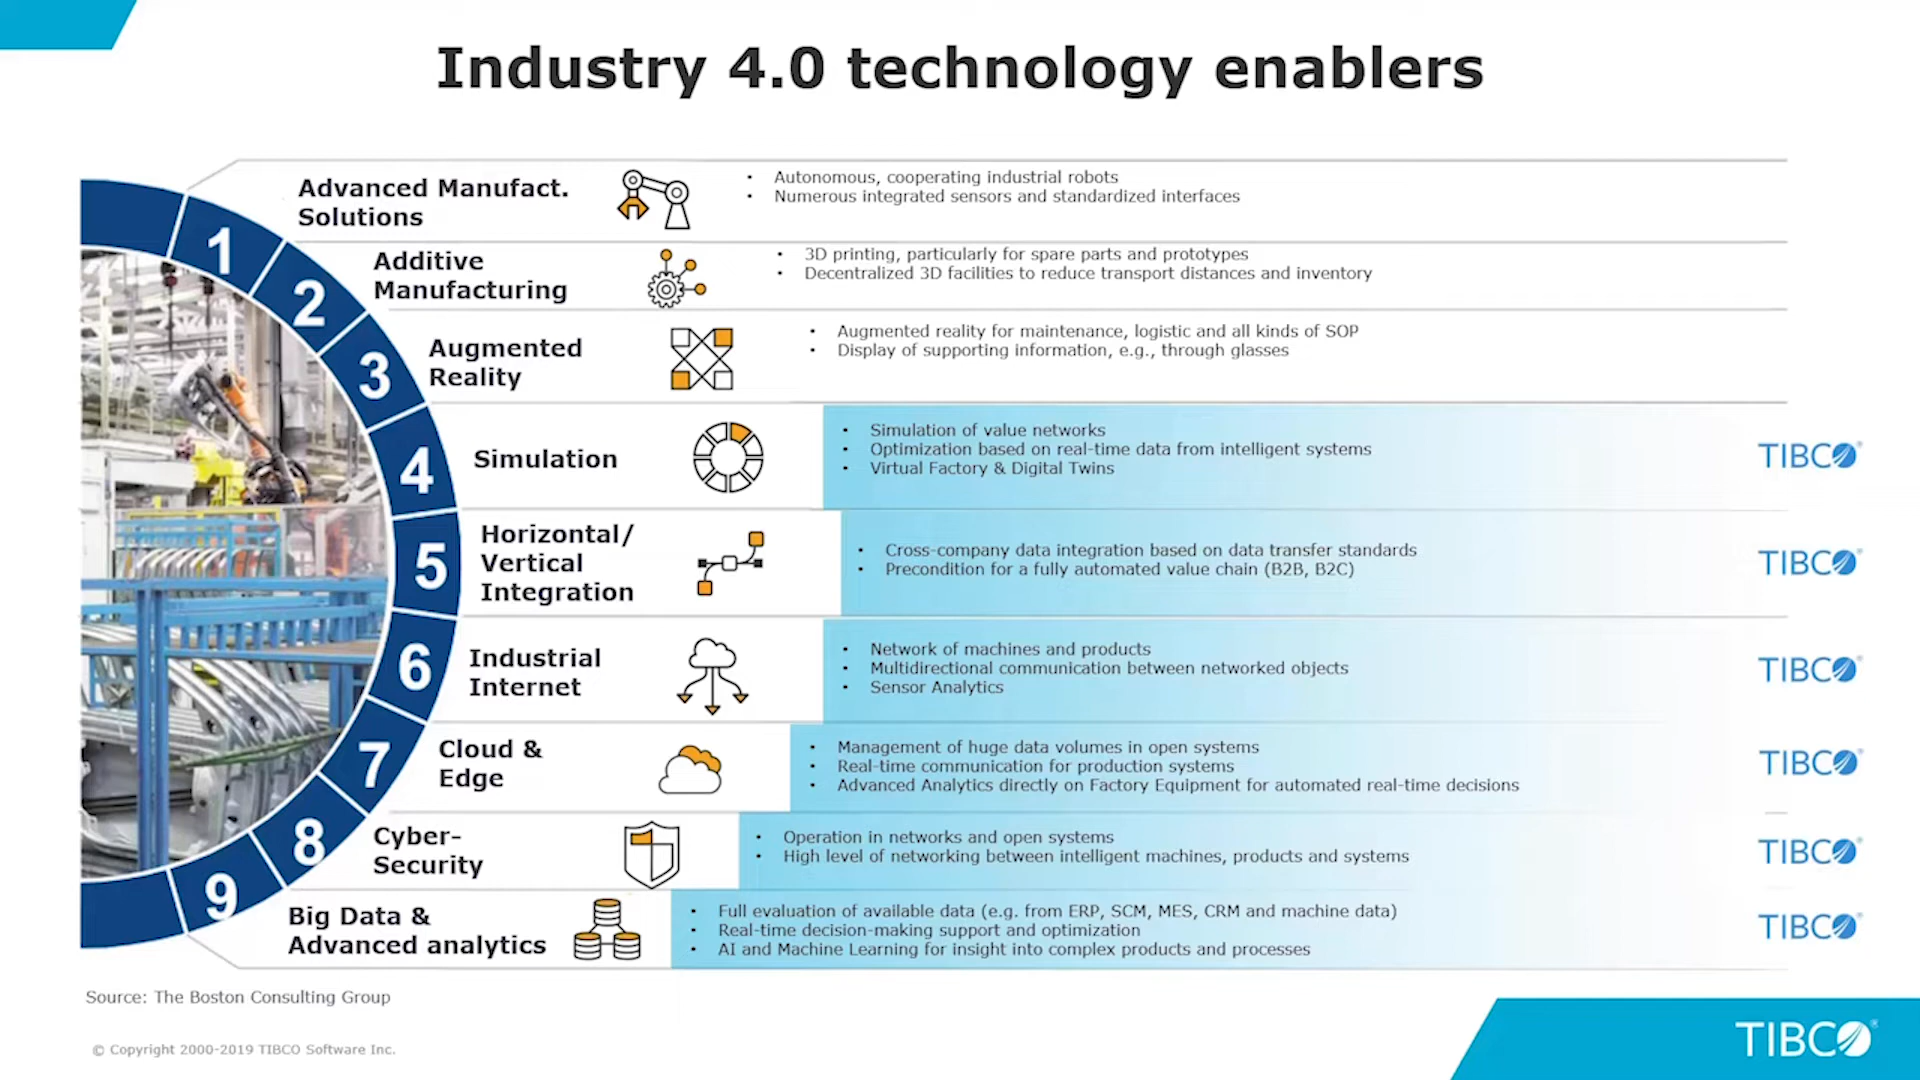 Industry 4.0 technology enablers
1
Advanced Manufact.
Solutions
• Autonomous, cooperating industrial robots
• Numerous integrated sensors and standardized interfaces
2
Additive
Manufacturing
• 3D printing, particularly for spare parts and prototypes
• Decentralized 3D facilities to reduce transport distances and inventory
3
Augmented
Reality
• Augmented reality for maintenance, logistic and all kinds of SOP
• Display of supporting information, e.g., through glasses
4
Simulation
• Simulation of value networks
• Optimization based on real-time data from intelligent systems
• Virtual Factory & Digital Twins
TIBCO®
5
Horizontal/
Vertical
Integration
• Cross-company data integration based on data transfer standards
• Precondition for a fully automated value chain (B2B, B2C)
TIBCO®
6
Industrial
Internet
• Network of machines and products
• Multidirectional communication between networked objects
• Sensor Analytics
TIBCO®
7
Cloud &
Edge
• Management of huge data volumes in open systems
• Real-time communication for production systems
• Advanced Analytics directly on Factory Equipment for automated real-time decisions
TIBCO®
8
Cyber-
Security
• Operation in networks and open systems
• High level of networking between intelligent machines, products and systems
TIBCO®
9
Big Data &
Advanced analytics
• Full evaluation of available data (e.g. from ERP, SCM, MES, CRM and machine data)
• Real-time decision-making support and optimization
• AI and Machine Learning for insight into complex products and processes
TIBCO®
Source: The Boston Consulting Group
© Copyright 2000-2019 TIBCO Software Inc.
TIBCO®